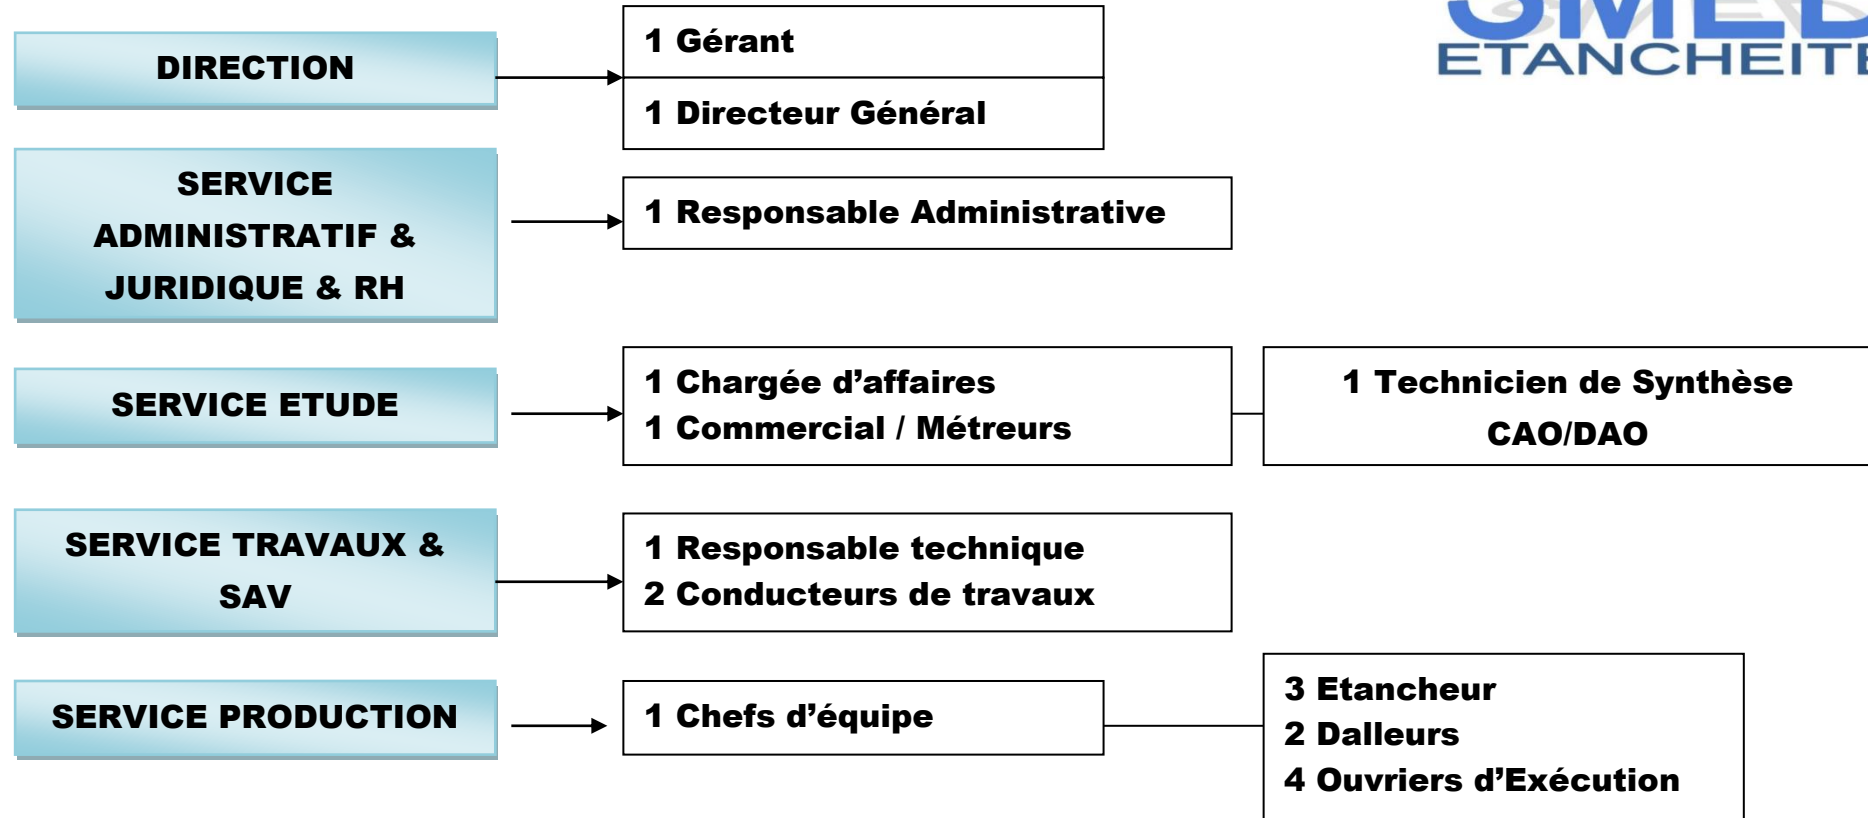 ETANCHEITE
DIRECTION
1 Gérant
1 Directeur Général
SERVICE
ADMINISTRATIF &
JURIDIQUE & RH
1 Responsable Administrative
SERVICE ETUDE
1 Chargée d’affaires
1 Commercial / Métreurs
1 Technicien de Synthèse
CAO/DAO
SERVICE TRAVAUX &
SAV
1 Responsable technique
2 Conducteurs de travaux
SERVICE PRODUCTION
1 Chefs d’équipe
3 Etancheur
2 Dalleurs
4 Ouvriers d’Exécution